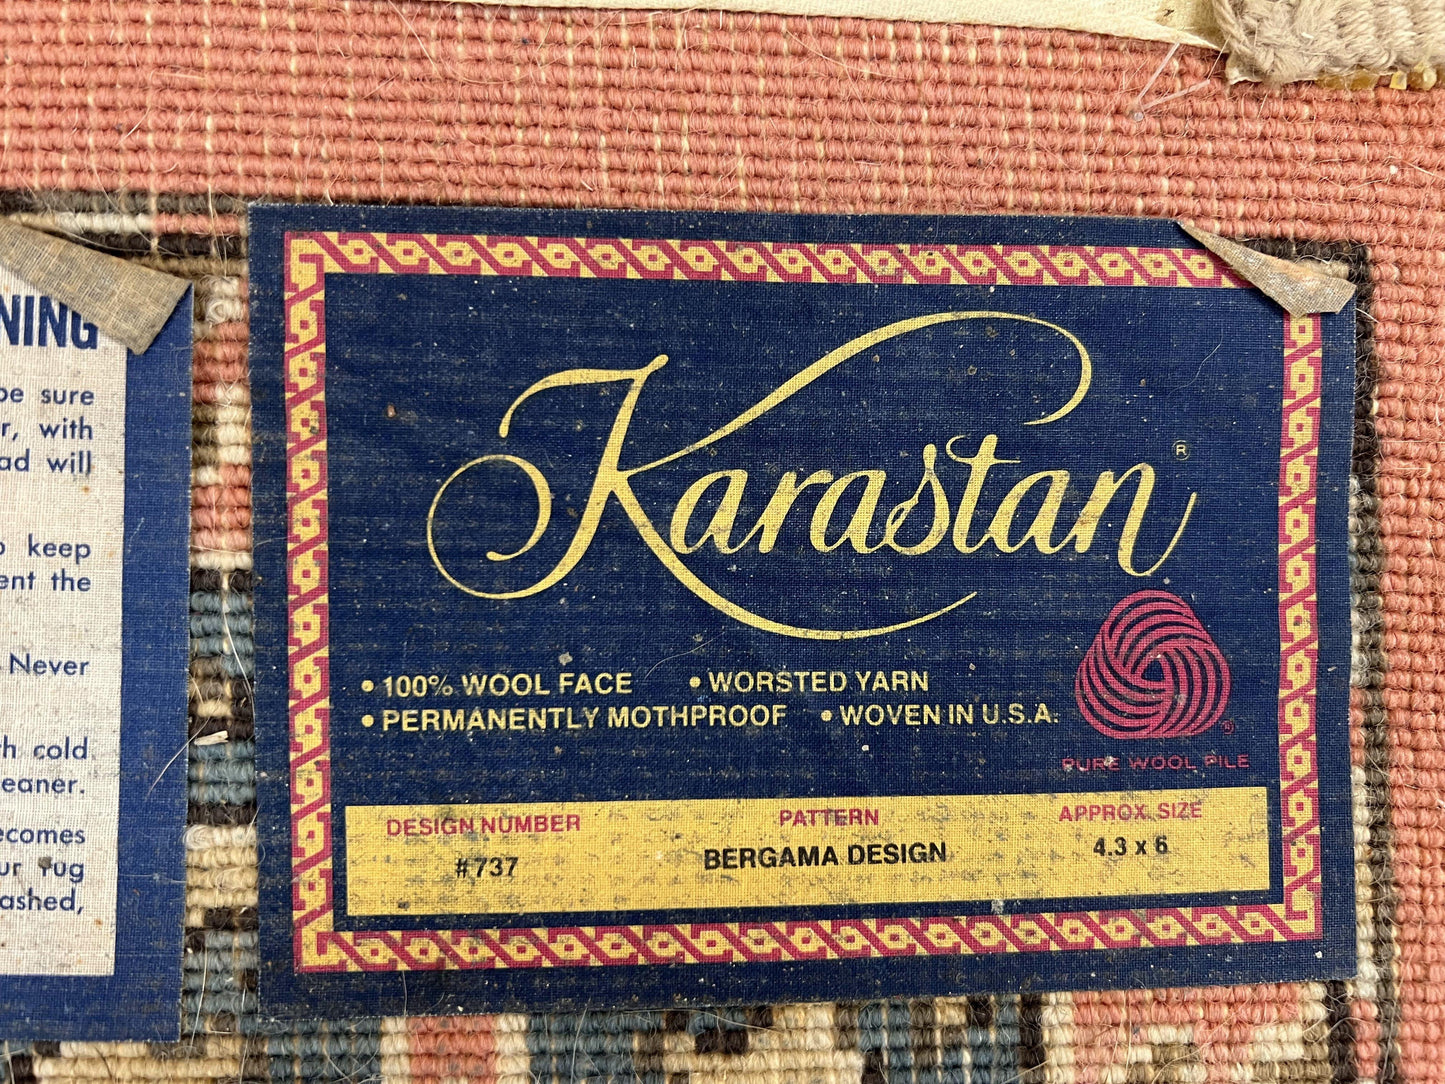 NING
be sure
r, with
ad will
keep
ent the
Never
h cold
eaner.
ecomes
ur rug
ashed,
Karastan®
• 100% WOOL FACE • WORSTED YARN
• PERMANENTLY MOTHPROOF • WOVEN IN U.S.A.
PURE WOOL PILE
DESIGN NUMBER PATTERN APPROX. SIZE
#737 BERGAMA DESIGN 4.3 x 6